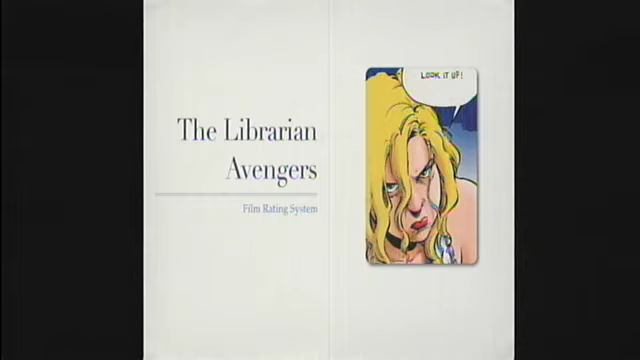 The Librarian
Avengers
Film Rating System
LOOK IT UP!